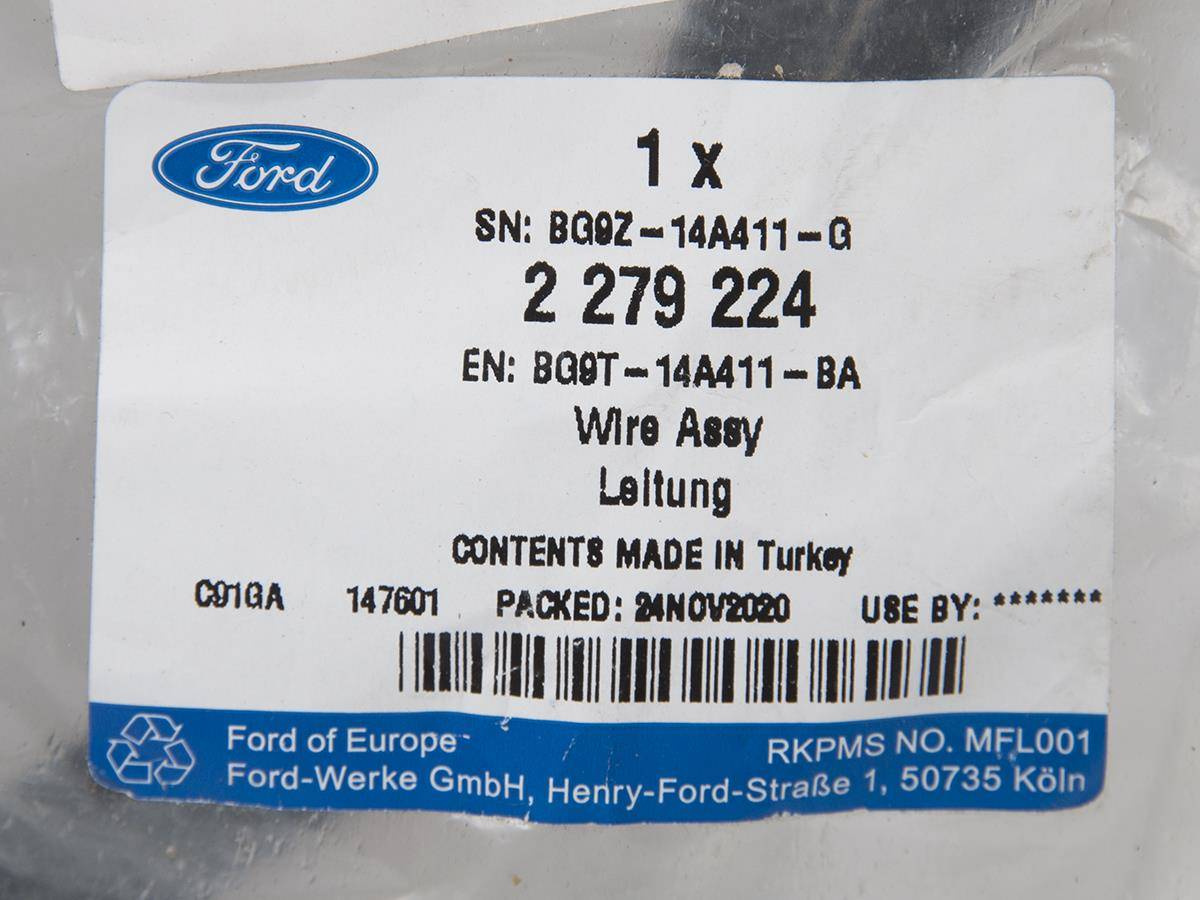 Ford
1 x
SN: BG9Z-14A411-G
2 279 224
EN: BG9T-14A411-BA
Wire Assy
Leitung
CONTENTS MADE IN Turkey
C91GA 147601 PACKED: 24NOV2020 USE BY: *******
Ford of Europe RKPMS NO. MFL001
Ford-Werke GmbH, Henry-Ford-Straße 1, 50735 Köln